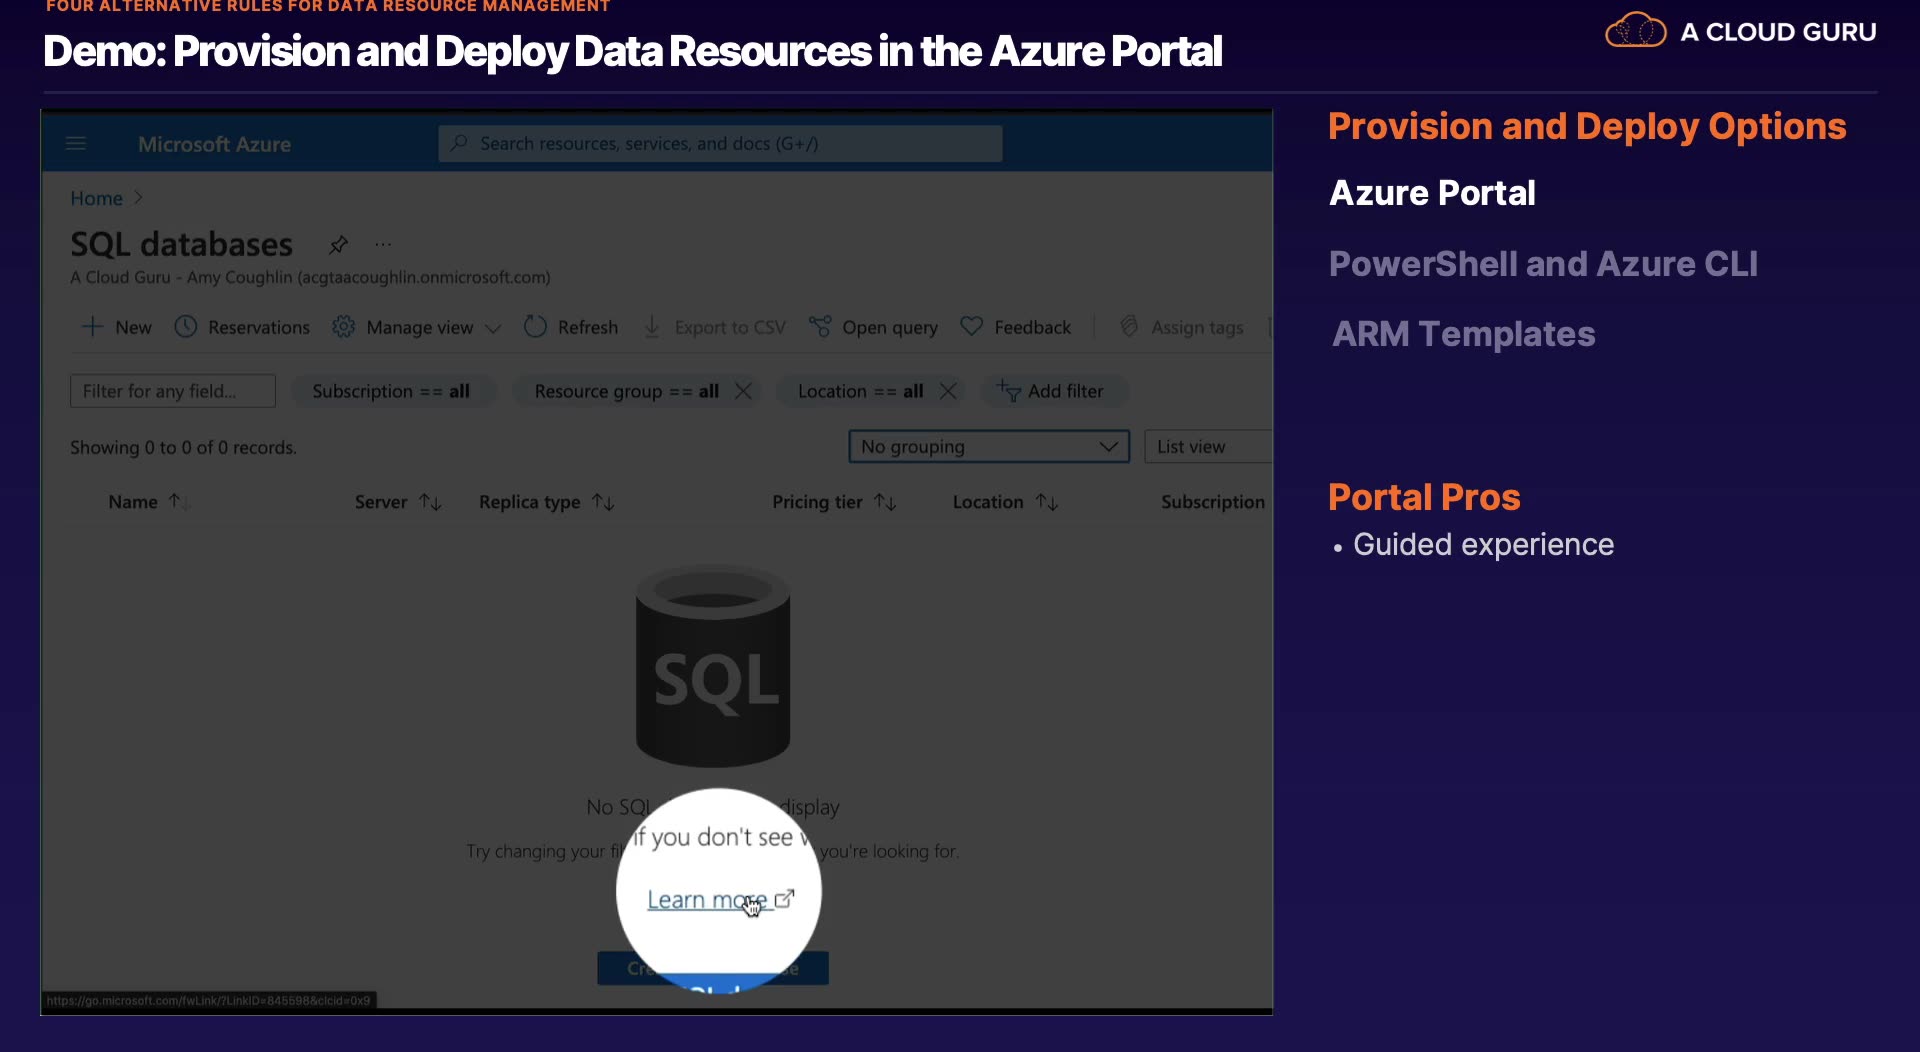 FOUR ALTERNATIVE RULES FOR DATA RESOURCE MANAGEMENT
Demo: Provision and Deploy Data Resources in the Azure Portal
A CLOUD GURU
Microsoft Azure
Search resources, services, and docs (G+/)
Home
SQL databases
A Cloud Guru - Amy Coughlin (acgtaacoughlin.onmicrosoft.com)
New Reservations Manage view Refresh Export to CSV Open query Feedback Assign tags
Filter for any field... Subscription == all Resource group == all Location == all Add filter
Showing 0 to 0 of 0 records. No grouping List view
Name Server Replica type Pricing tier Location Subscription
SQL
No SQL display
Try changing your if you don't see you're looking for.
Learn more
https://go.microsoft.com/fwLink/?LinkID=845598&clcid=0x9
Provision and Deploy Options
Azure Portal
PowerShell and Azure CLI
ARM Templates
Portal Pros
• Guided experience